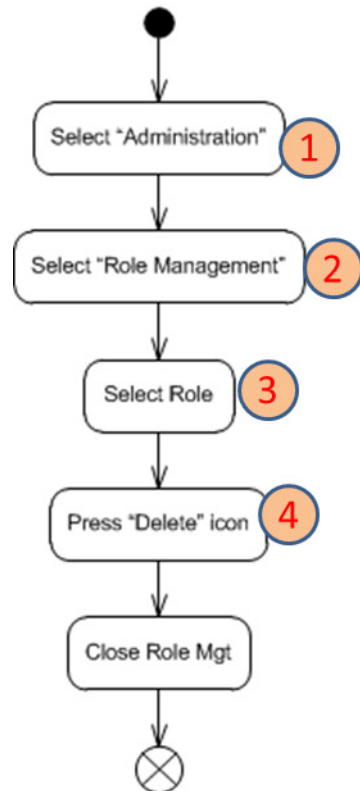 Select “Administration”
1
Select “Role Management”
2
Select Role
3
Press “Delete” icon
4
Close Role Mgt